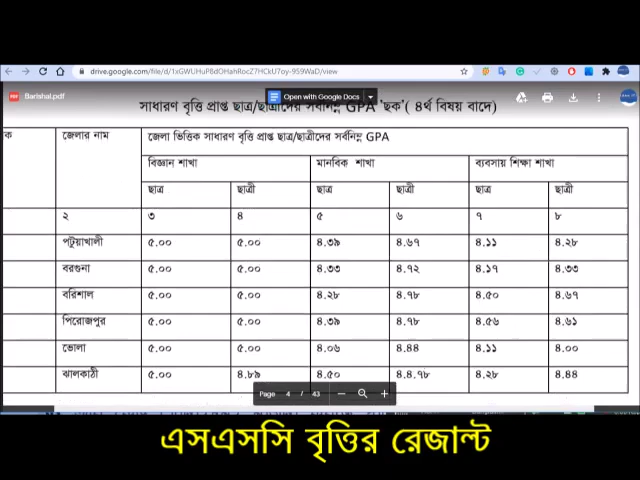 drive.google.com/file/d/1xGWUHuP6dOHahRocZ7HCkU7oy-9S9WaD/view
Barishal.pdf
Open with Google Docs
সাধারণ বৃত্তি প্রাপ্ত ছাত্র/ছাত্রীদের সর্বনিম্ন GPA 'ছক' ( ৪র্থ বিষয় বাদে)
ক জেলার নাম জেলা ভিত্তিক সাধারণ বৃত্তি প্রাপ্ত ছাত্র/ছাত্রীদের সর্বনিম্ন GPA
বিজ্ঞান শাখা মানবিক শাখা ব্যবসায় শিক্ষা শাখা
ছাত্র ছাত্রী ছাত্র ছাত্রী ছাত্র ছাত্রী
২ ৩ ৪ ৫ ৬ ৭ ৮
পটুয়াখালী ৫.০০ ৫.০০ ৪.৩৯ ৪.৬৭ ৪.১১ ৪.২৮
বরগুনা ৫.০০ ৫.০০ ৪.৩৩ ৪.৭২ ৪.১৭ ৪.৩৩
বরিশাল ৫.০০ ৫.০০ ৪.২৮ ৪.৭৮ ৪.৫০ ৪.৬৭
পিরোজপুর ৫.০০ ৫.০০ ৪.৩৯ ৪.৭৮ ৪.৫৬ ৪.৬১
ভোলা ৫.০০ ৫.০০ ৪.০৬ ৪.৪৪ ৪.১১ ৪.০০
ঝালকাঠী ৫.০০ ৪.৮৯ ৪.৫০ ৪.৪.৭৮ ৪.২৮ ৪.৪৪
Page 4 / 43
এসএসসি বৃত্তির রেজাল্ট